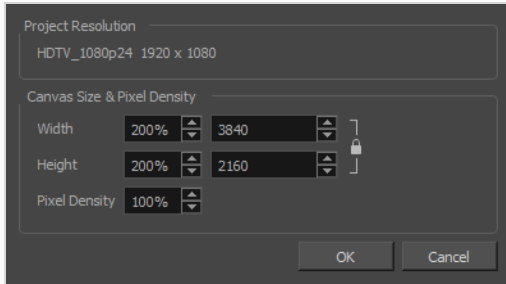 Project Resolution
HDTV_1080p24 1920 x 1080
Canvas Size & Pixel Density
Width 200% 3840
Height 200% 2160
Pixel Density 100%
OK Cancel